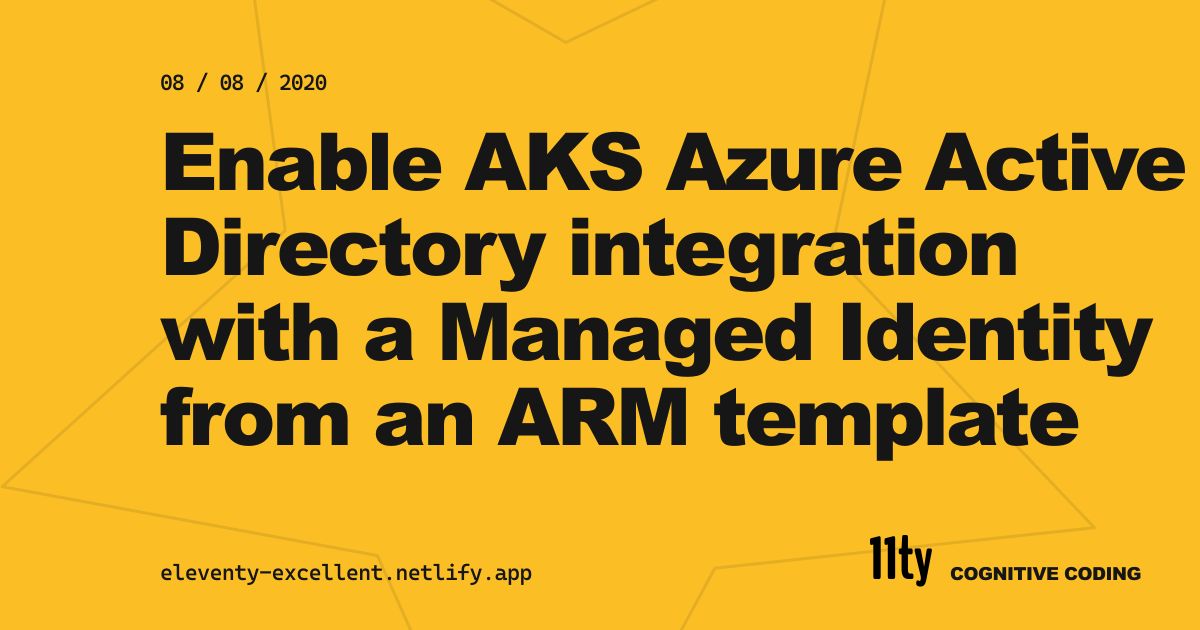 08 / 08 / 2020
Enable AKS Azure Active
Directory integration
with a Managed Identity
from an ARM template
eleventy-excellent.netlify.app
11ty COGNITIVE CODING